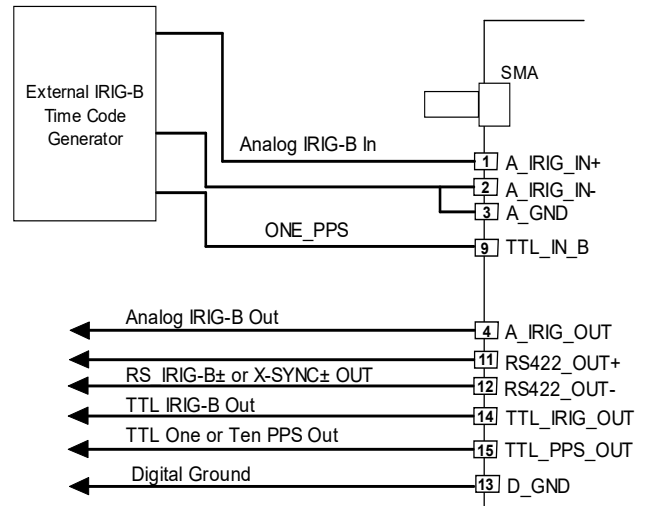 External IRIG-B
Time Code
Generator
SMA
Analog IRIG-B In
1 A_IRIG_IN+
2 A_IRIG_IN-
3 A_GND
ONE_PPS
9 TTL_IN_B
Analog IRIG-B Out
4 A_IRIG_OUT
11 RS422_OUT+
RS IRIG-B± or X-SYNC± OUT
12 RS422_OUT-
TTL IRIG-B Out
14 TTL_IRIG_OUT
TTL One or Ten PPS Out
15 TTL_PPS_OUT
Digital Ground
13 D_GND